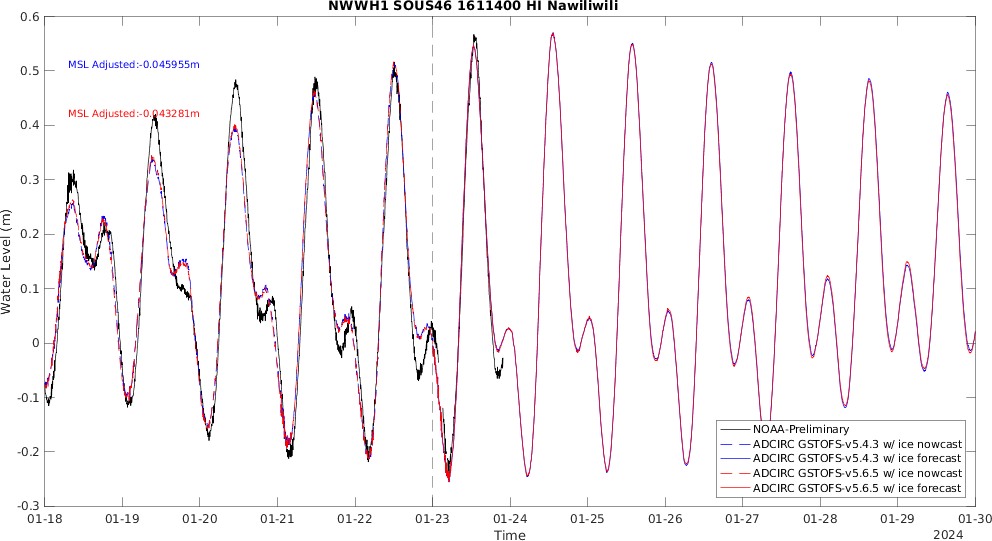 NWWH1 SOUS46 1611400 HI Nawiliwili
0.6
0.5
0.4
0.3
0.2
0.1
0
-0.1
-0.2
-0.3
Water Level (m)
MSL Adjusted:-0.045955m
MSL Adjusted:-0.043281m
NOAA-Preliminary
ADCIRC GSTOFS-v5.4.3 w/ ice nowcast
ADCIRC GSTOFS-v5.4.3 w/ ice forecast
ADCIRC GSTOFS-v5.6.5 w/ ice nowcast
ADCIRC GSTOFS-v5.6.5 w/ ice forecast
01-18 01-19 01-20 01-21 01-22 01-23 01-24 01-25 01-26 01-27 01-28 01-29 01-30
Time
2024